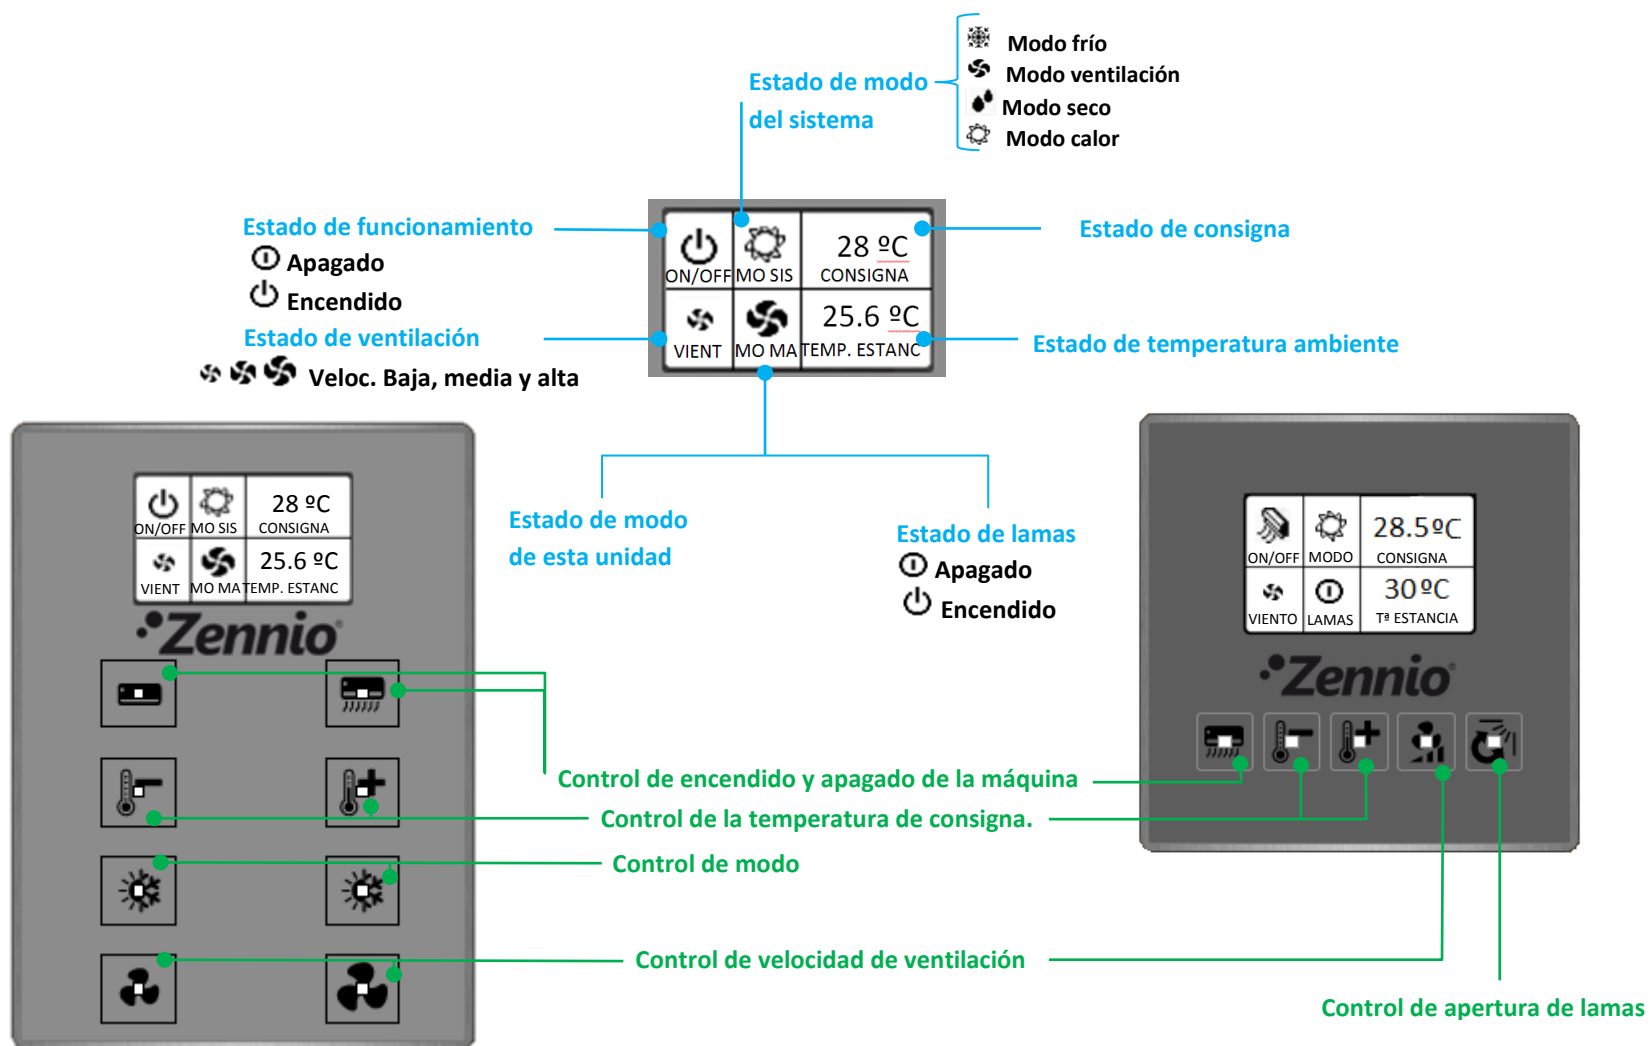 Modo frío
Modo ventilación
Modo seco
Modo calor
Estado de modo
del sistema
Estado de funcionamiento
Apagado
Encendido
Estado de ventilación
Veloc. Baja, media y alta
ON/OFF
MO SIS
28 ºC
CONSIGNA
VIENT
MO MA
25.6 ºC
TEMP. ESTANC
Estado de consigna
Estado de temperatura ambiente
Estado de modo
de esta unidad
Estado de lamas
Apagado
Encendido
ON/OFF
MO SIS
28 ºC
CONSIGNA
VIENT
MO MA
25.6 ºC
TEMP. ESTANC
Zennio
ON/OFF
MODO
28.5ºC
CONSIGNA
VIENTO
LAMAS
30ºC
Tª ESTANCIA
Zennio
Control de encendido y apagado de la máquina
Control de la temperatura de consigna.
Control de modo
Control de velocidad de ventilación
Control de apertura de lamas